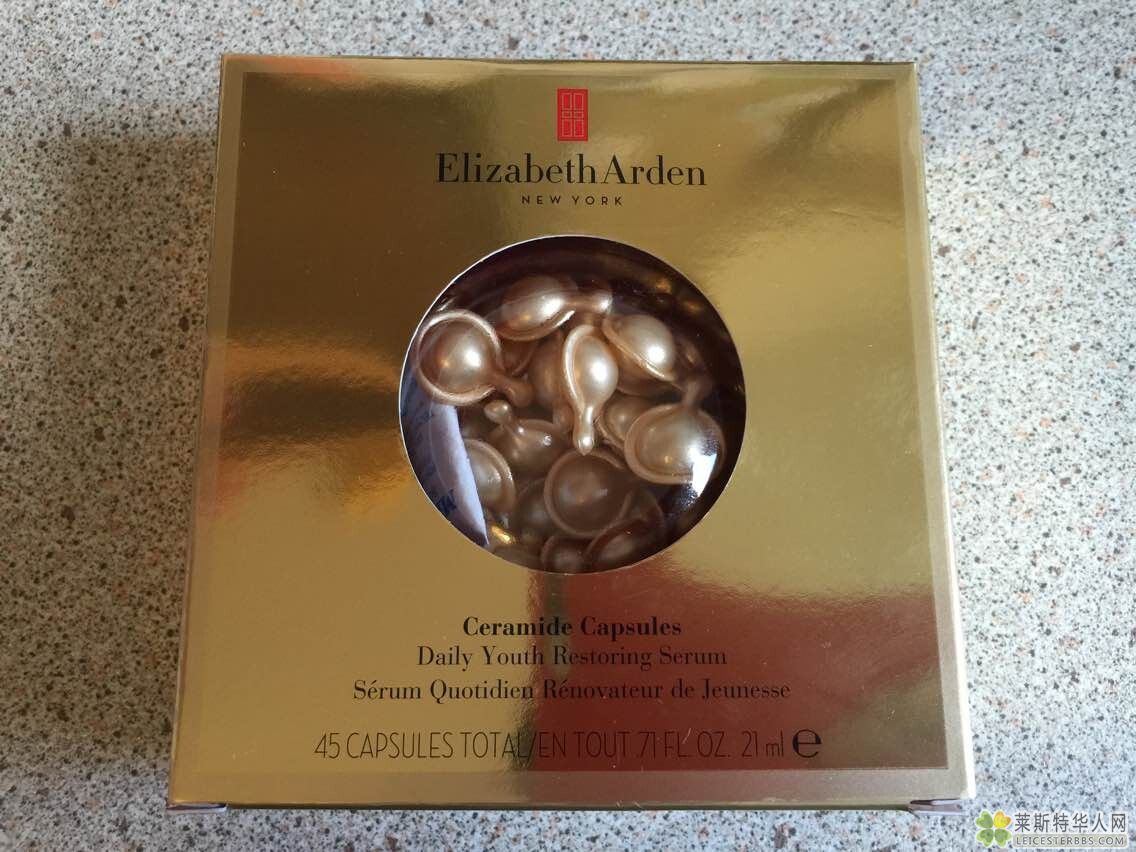 Elizabeth Arden
NEW YORK
Ceramide Capsules
Daily Youth Restoring Serum
Sérum Quotidien Rénovateur de Jeunesse
45 CAPSULES TOTAL/EN TOUT .71 FL. OZ. 21 ml ℮
莱斯特华人网
LEICESTERBBS.COM